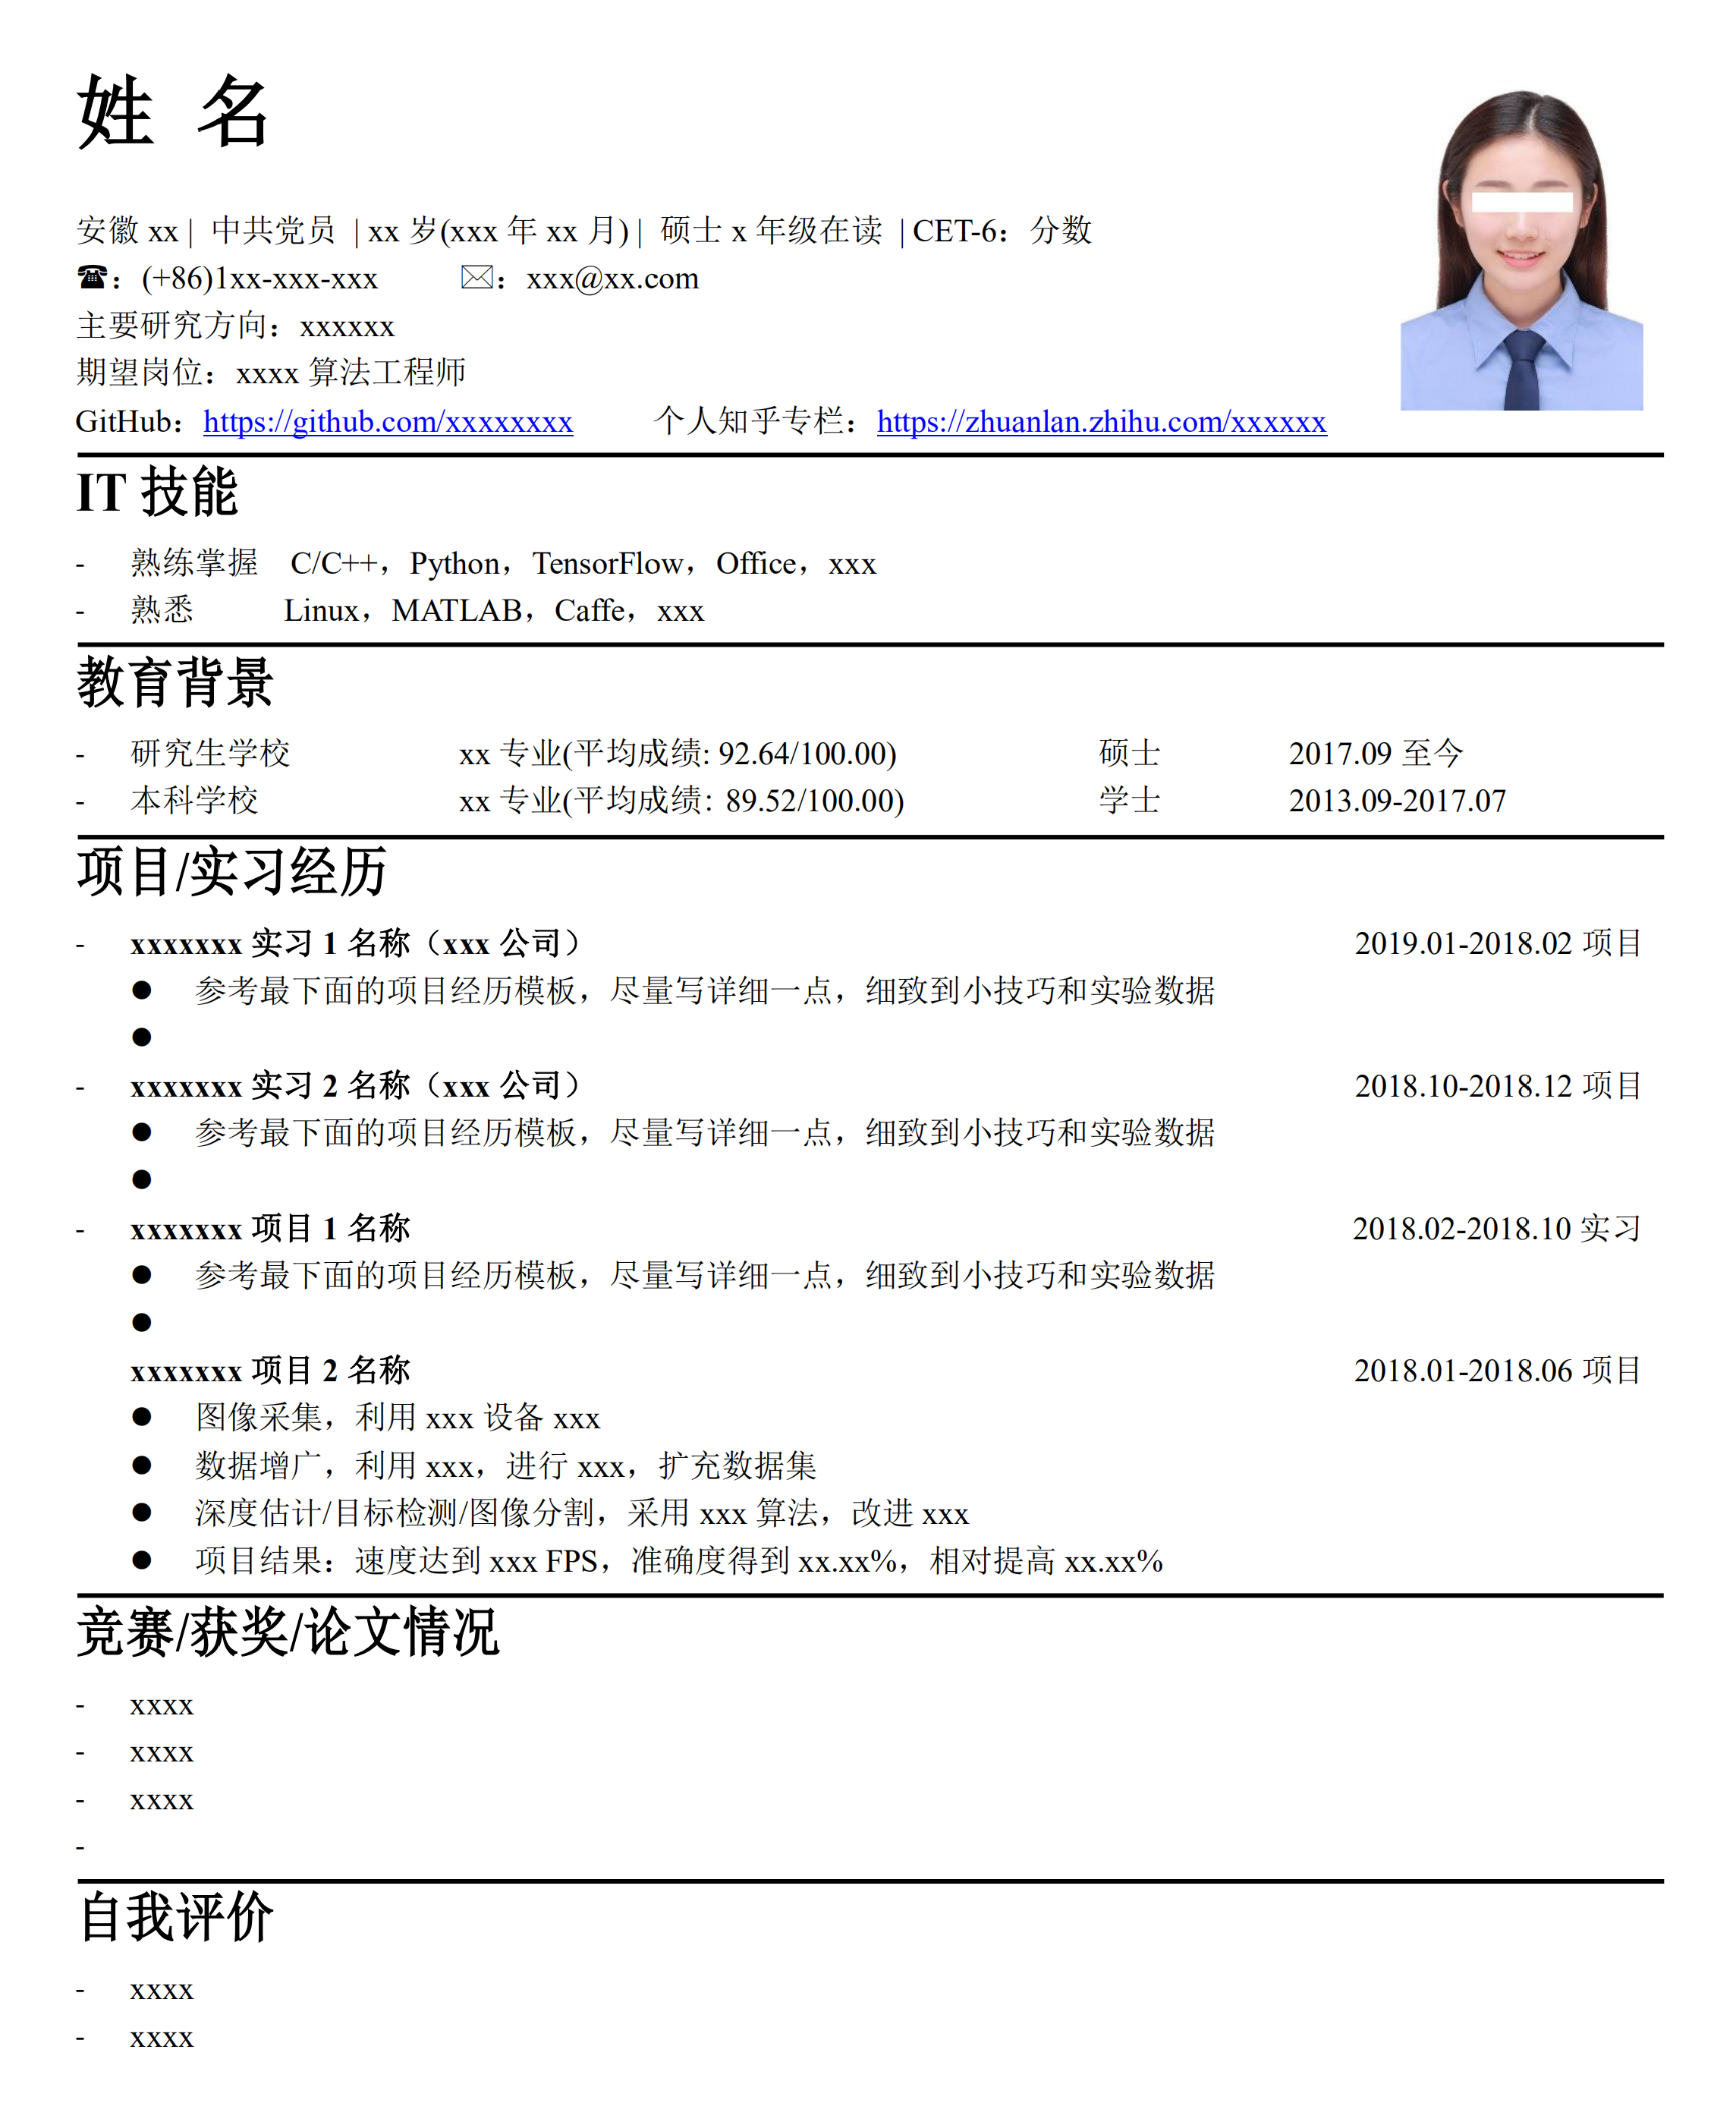 姓 名
安徽 xx | 中共党员 | xx 岁(xxx 年 xx 月) | 硕士 x 年级在读 | CET-6：分数
☎：(+86)1xx-xxx-xxx ✉：xxx@xx.com
主要研究方向：xxxxxx
期望岗位：xxxx 算法工程师
GitHub：https://github.com/xxxxxxxx 个人知乎专栏：https://zhuanlan.zhihu.com/xxxxxx
IT 技能
- 熟练掌握 C/C++，Python，TensorFlow，Office，xxx
- 熟悉 Linux，MATLAB，Caffe，xxx
教育背景
- 研究生学校 xx 专业(平均成绩: 92.64/100.00) 硕士 2017.09 至今
- 本科学校 xx 专业(平均成绩: 89.52/100.00) 学士 2013.09-2017.07
项目/实习经历
- xxxxxxx 实习 1 名称（xxx 公司） 2019.01-2018.02 项目
● 参考最下面的项目经历模板，尽量写详细一点，细致到小技巧和实验数据
●
- xxxxxxx 实习 2 名称（xxx 公司） 2018.10-2018.12 项目
● 参考最下面的项目经历模板，尽量写详细一点，细致到小技巧和实验数据
●
- xxxxxxx 项目 1 名称 2018.02-2018.10 实习
● 参考最下面的项目经历模板，尽量写详细一点，细致到小技巧和实验数据
●
xxxxxxx 项目 2 名称 2018.01-2018.06 项目
● 图像采集，利用 xxx 设备 xxx
● 数据增广，利用 xxx，进行 xxx，扩充数据集
● 深度估计/目标检测/图像分割，采用 xxx 算法，改进 xxx
● 项目结果：速度达到 xxx FPS，准确度得到 xx.xx%，相对提高 xx.xx%
竞赛/获奖/论文情况
- xxxx
- xxxx
- xxxx
-
自我评价
- xxxx
- xxxx